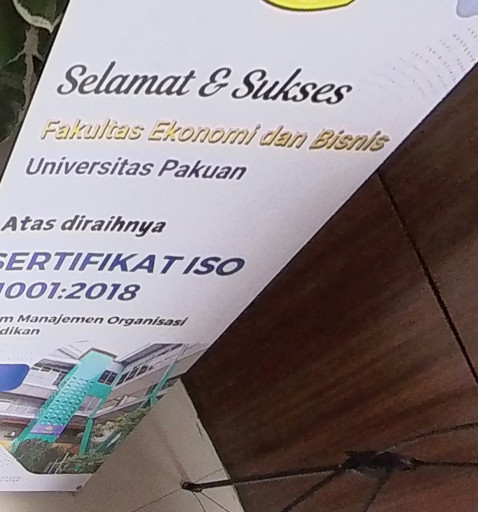 Selamat & Sukses
Fakultas Ekonomi dan Bisnis
Universitas Pakuan
Atas diraihnya
SERTIFIKAT ISO
1001:2018
m Manajemen Organisasi
dikan